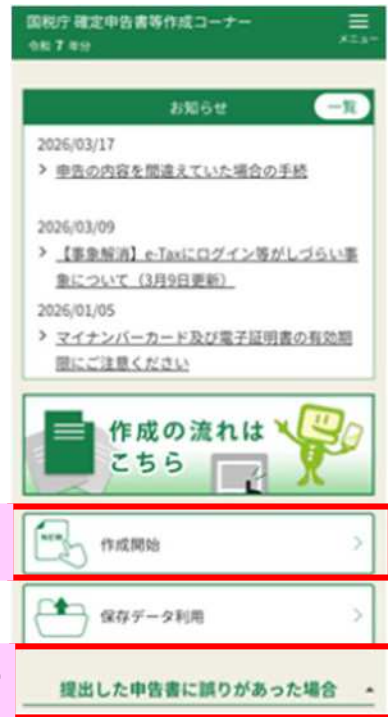 国税庁 確定申告書等作成コーナー
令和 7 年分
メニュー
お知らせ
一覧
2026/03/17
> 申告の内容を間違えていた場合の手続
2026/03/09
> 【事象解消】e-Taxにログイン等がしづらい事
象について（3月9日更新）
2026/01/05
> マイナンバーカード及び電子証明書の有効期
限にご注意ください
作成の流れは
こちら
NEW
作成開始
保存データ利用
提出した申告書に誤りがあった場合